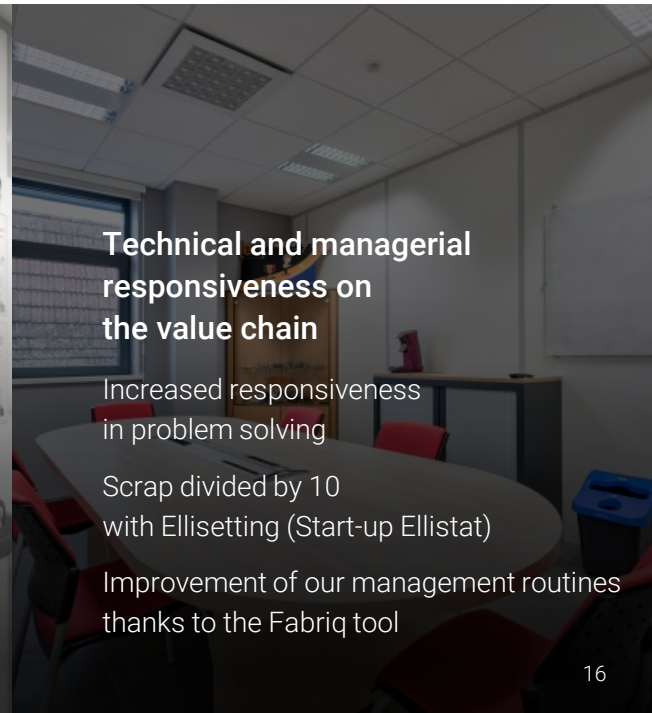 Technical and managerial
responsiveness on
the value chain
Increased responsiveness
in problem solving
Scrap divided by 10
with Ellisetting (Start-up Ellistat)
Improvement of our management routines
thanks to the Fabriq tool
16